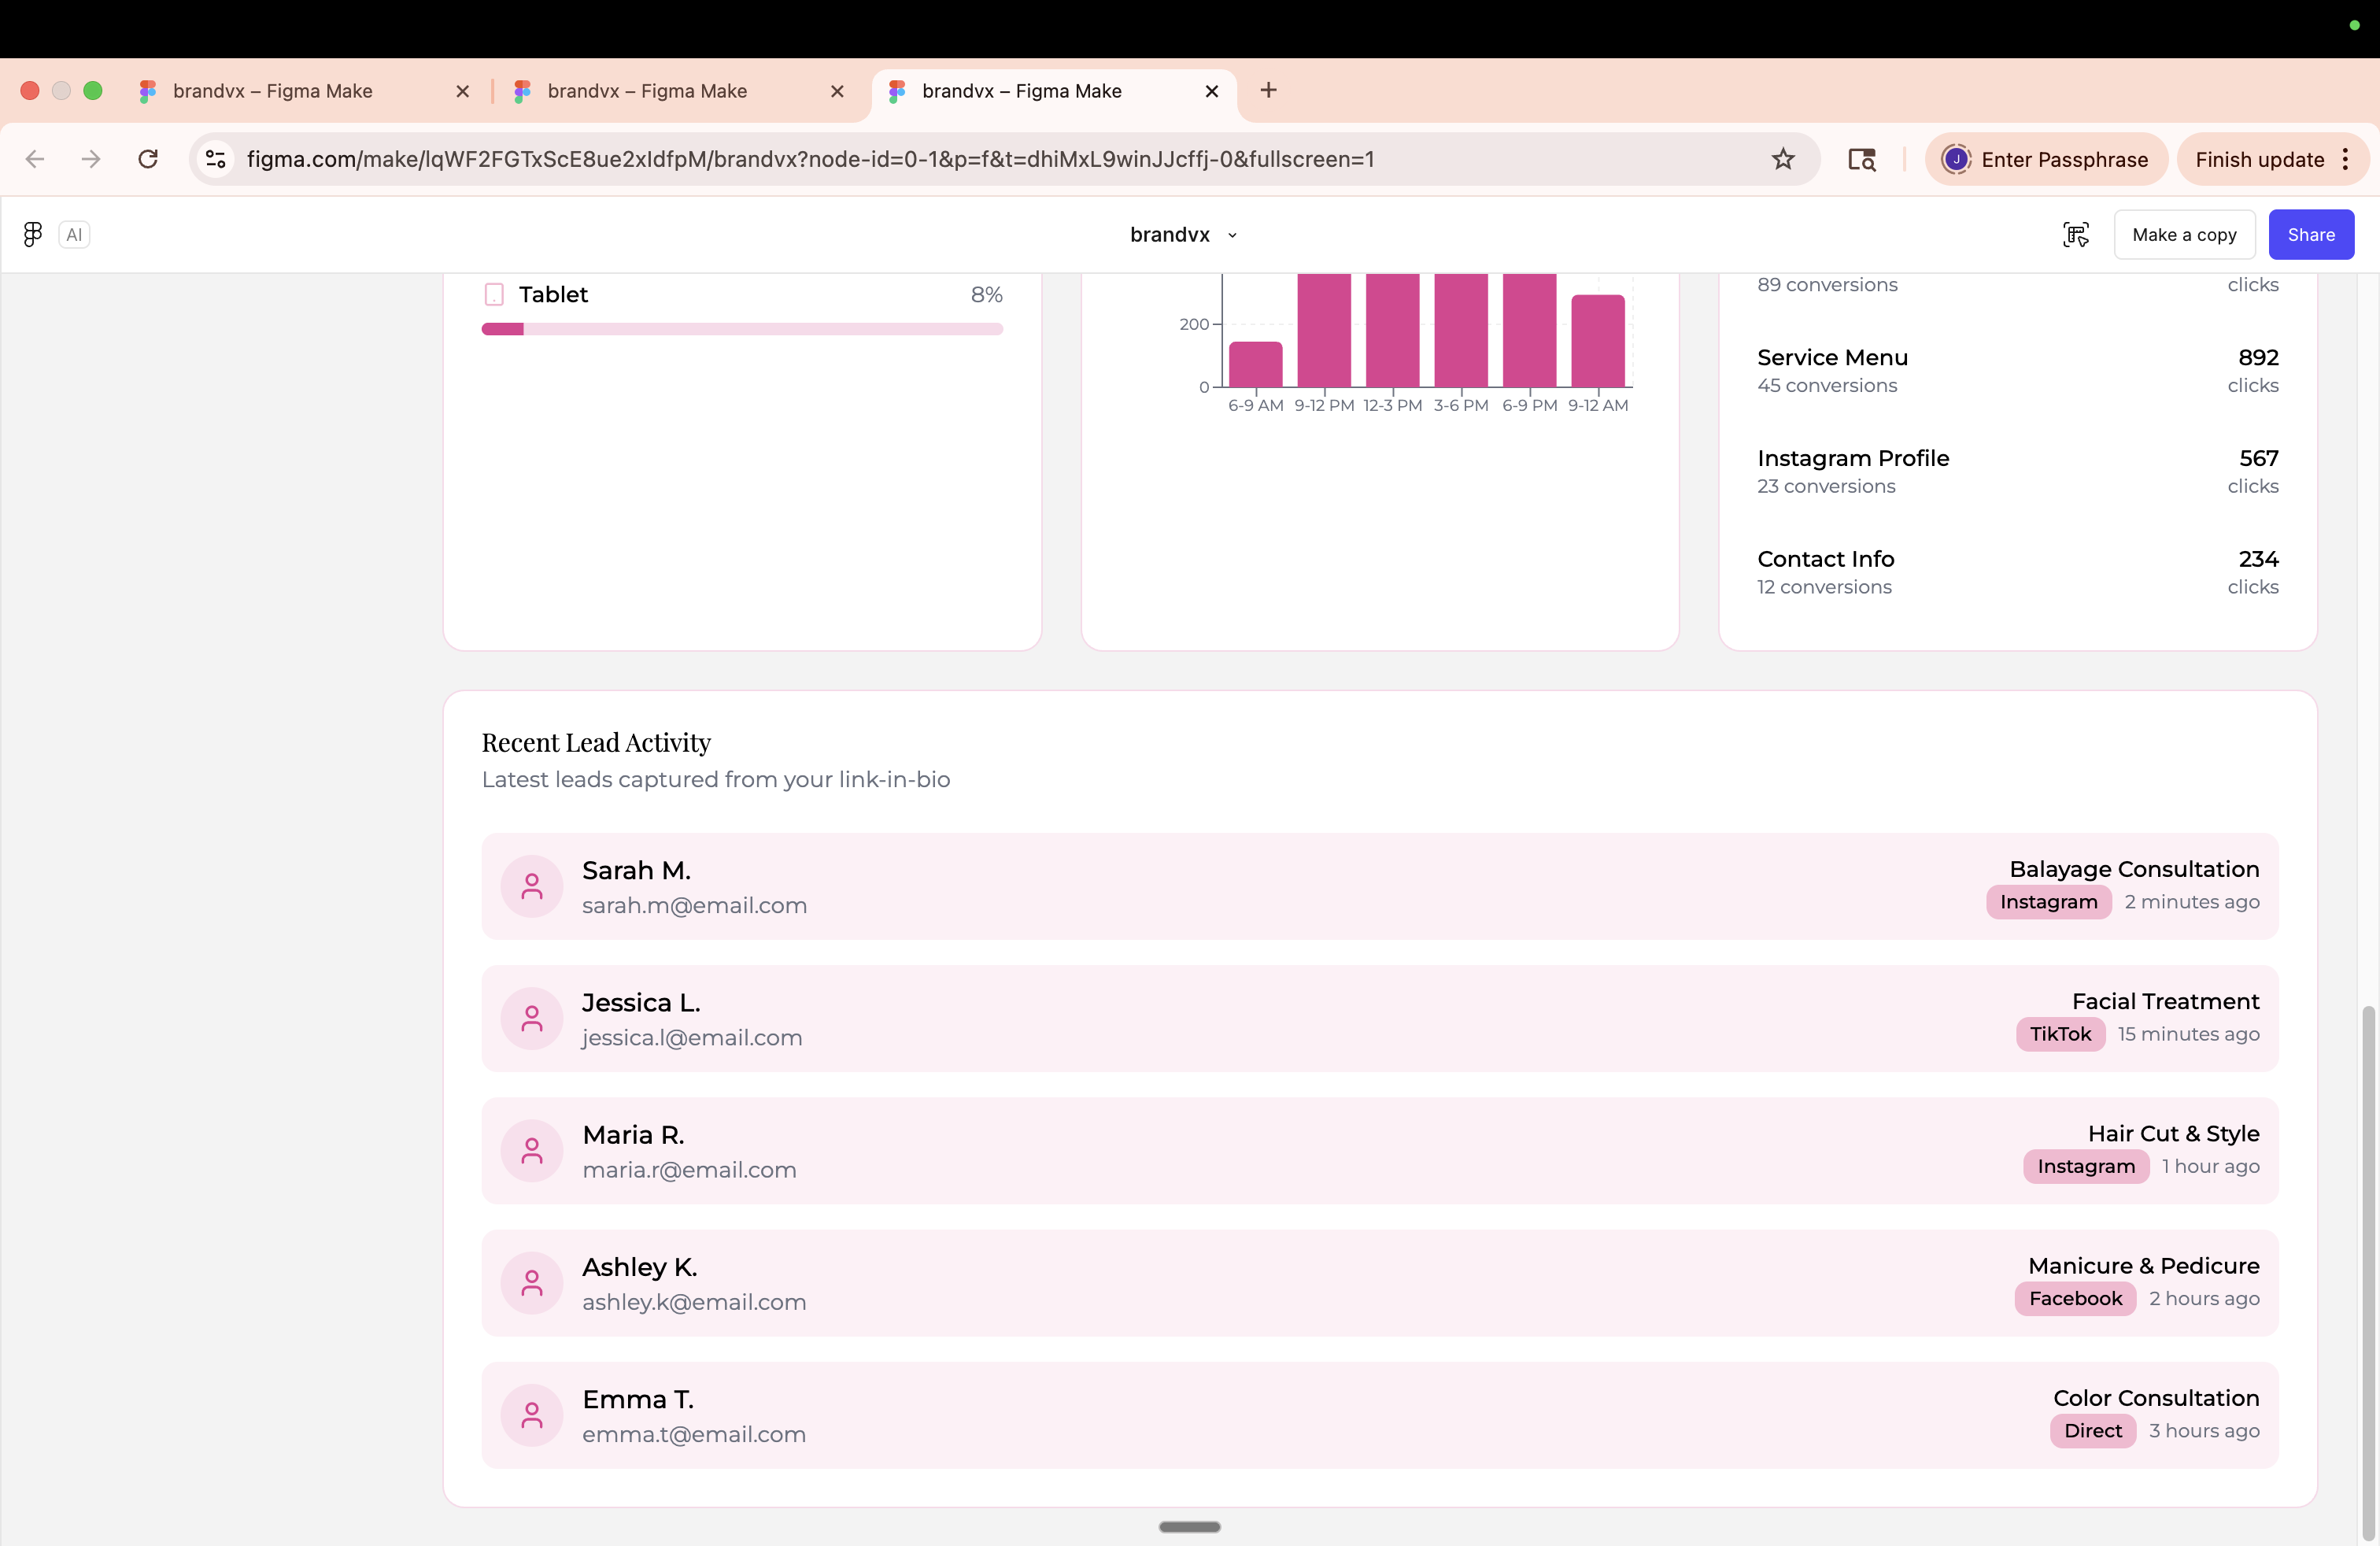 brandvx – Figma Make
brandvx – Figma Make
brandvx – Figma Make
figma.com/make/lqWF2FGTxScE8ue2xIdfpM/brandvx?node-id=0-1&p=f&t=dhiMxL9winJJcffj-0&fullscreen=1
J
Enter Passphrase
Finish update
AI
brandvx
Make a copy
Share
Tablet 8%
200
0
6-9 AM 9-12 PM 12-3 PM 3-6 PM 6-9 PM 9-12 AM
89 conversions clicks
Service Menu 892
45 conversions clicks
Instagram Profile 567
23 conversions clicks
Contact Info 234
12 conversions clicks
Recent Lead Activity
Latest leads captured from your link-in-bio
Sarah M.
sarah.m@email.com
Balayage Consultation
Instagram 2 minutes ago
Jessica L.
jessica.l@email.com
Facial Treatment
TikTok 15 minutes ago
Maria R.
maria.r@email.com
Hair Cut & Style
Instagram 1 hour ago
Ashley K.
ashley.k@email.com
Manicure & Pedicure
Facebook 2 hours ago
Emma T.
emma.t@email.com
Color Consultation
Direct 3 hours ago